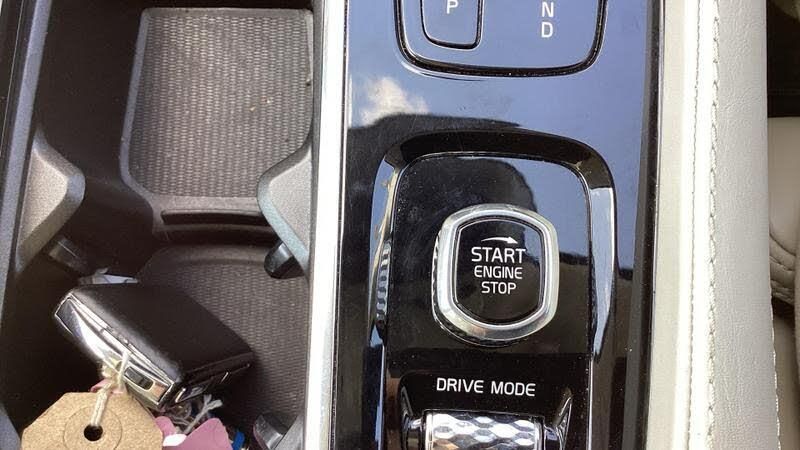 P
N
D
START
ENGINE
STOP
DRIVE MODE